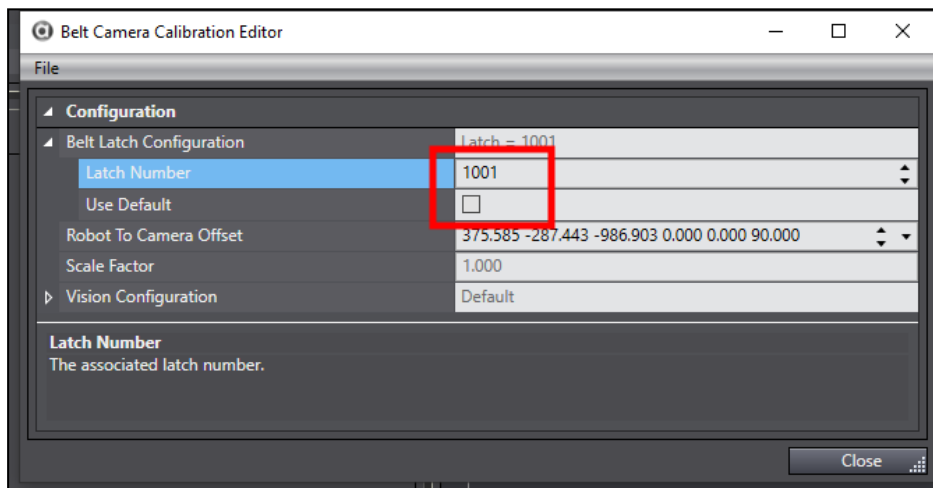 Belt Camera Calibration Editor
File
Configuration
Belt Latch Configuration Latch = 1001
Latch Number 1001
Use Default
Robot To Camera Offset 375.585 -287.443 -986.903 0.000 0.000 90.000
Scale Factor 1.000
Vision Configuration Default
Latch Number
The associated latch number.
Close